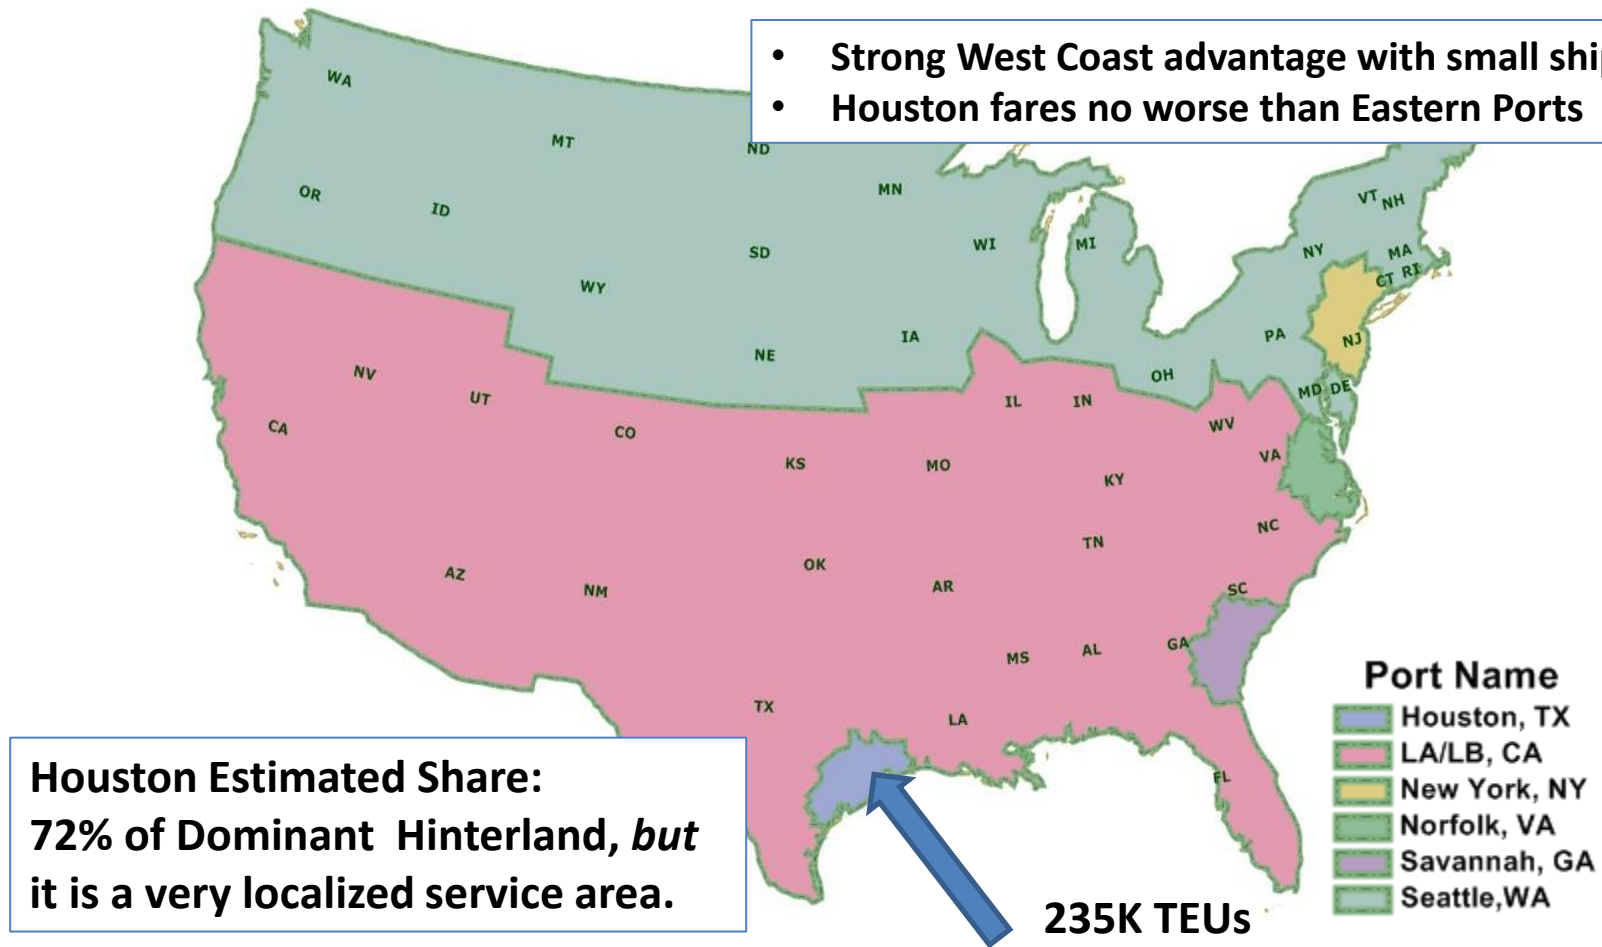 • Strong West Coast advantage with small ship
• Houston fares no worse than Eastern Ports
WA
MT
ND
MN
OR
ID
SD
WI
MI
VT
NH
NY
MA
CT
RI
WY
NE
IA
PA
NJ
OH
MD
DE
NV
UT
CA
CO
KS
MO
IL
IN
WV
VA
KY
NC
TN
AZ
NM
OK
AR
SC
GA
MS
AL
TX
LA
FL
Port Name
Houston, TX
LA/LB, CA
New York, NY
Norfolk, VA
Savannah, GA
Seattle,WA
Houston Estimated Share:
72% of Dominant Hinterland, but
it is a very localized service area.
235K TEUs